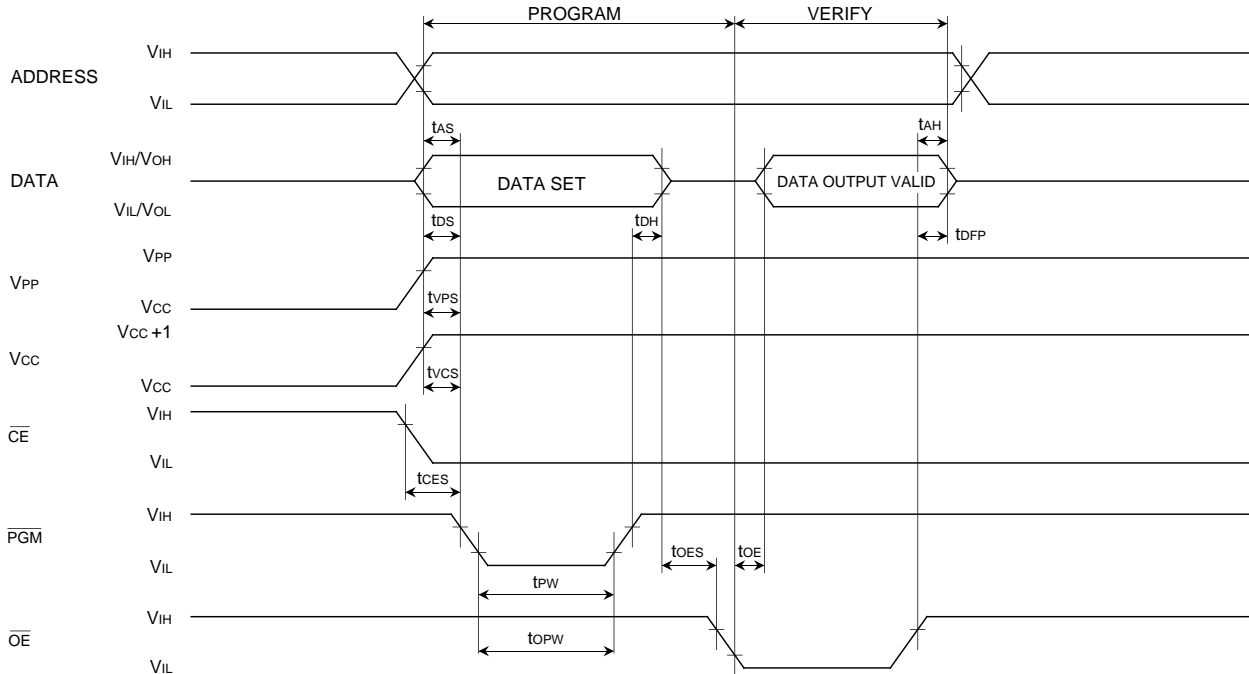 PROGRAM VERIFY
VIH
ADDRESS
VIL
tAS tAH
VIH/VOH
DATA DATA SET DATA OUTPUT VALID
VIL/VOL
tDS tDH tDFP
VPP
VPP
VCC tVPS
VCC +1
VCC
VCC tVCS
VIH
CE
VIL
tCES
VIH
PGM
VIL tOES tOE
tPW
VIH
OE tOPW
VIL